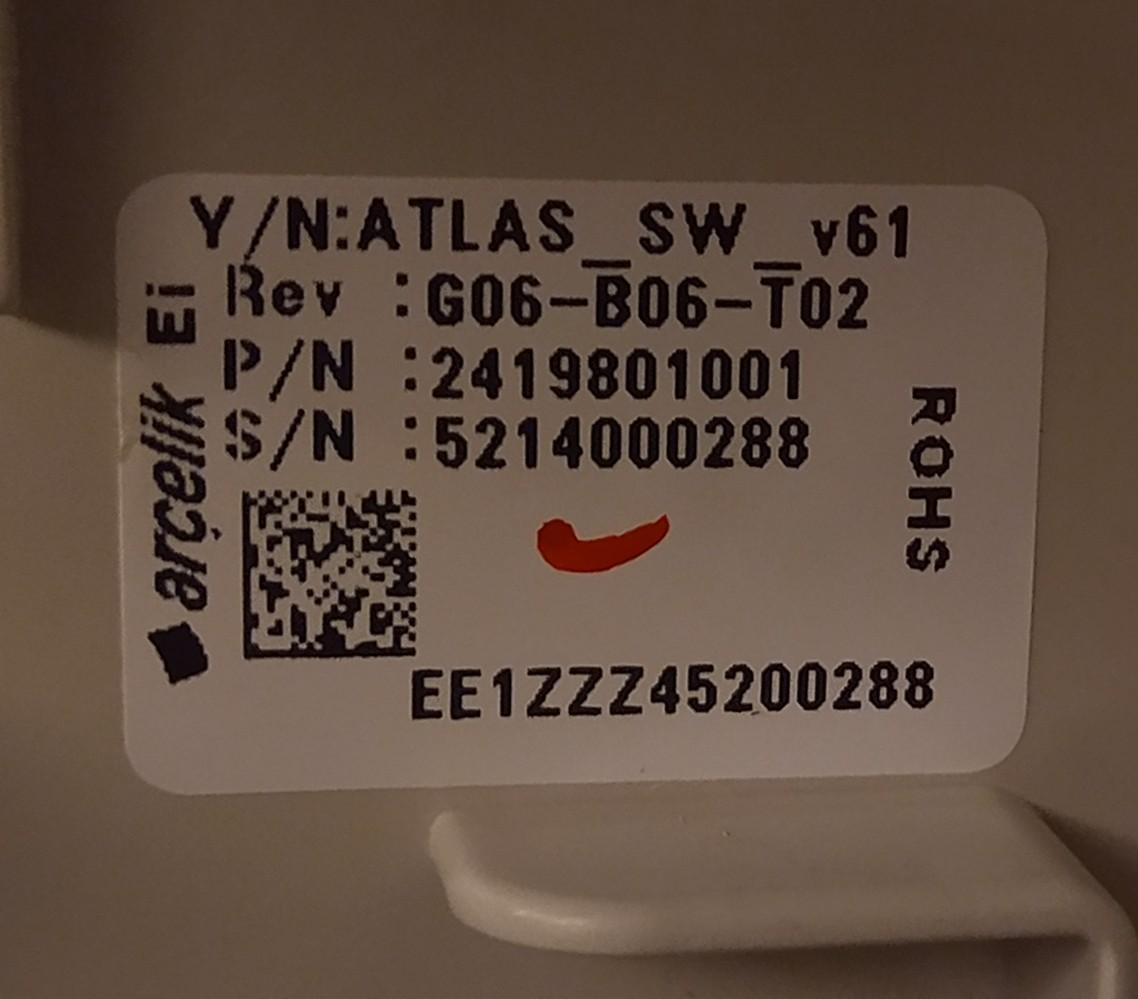 Y/N:ATLAS_SW_v61
Rev :G06-B06-T02
P/N :2419801001
S/N :5214000288
arçelik Ei
ROHS
EE1ZZZ45200288